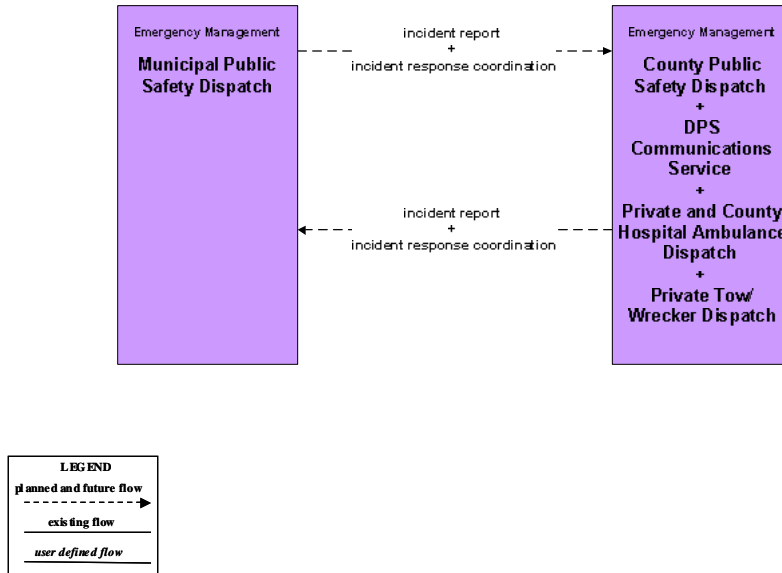 Emergency Management
Municipal Public
Safety Dispatch
incident report
+
incident response coordination
incident report
+
incident response coordination
Emergency Management
County Public
Safety Dispatch
+
DPS
Communications
Service
+
Private and County
Hospital Ambulance
Dispatch
+
Private Tow/
Wrecker Dispatch
LEGEND
planned and future flow
existing flow
user defined flow